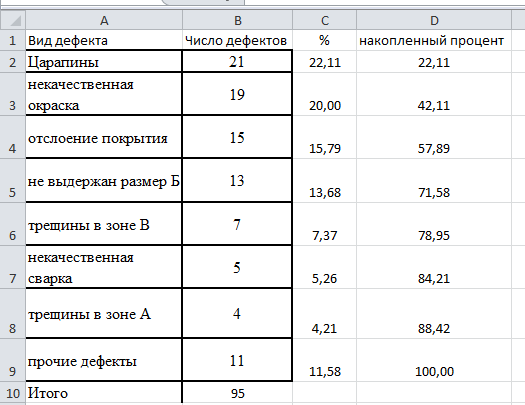 A B C D
1 Вид дефекта Число дефектов % накопленный процент
2 Царапины 21 22,11 22,11
некачественная
3 окраска 19 20,00 42,11
4 отслоение покрытия 15 15,79 57,89
5 не выдержан размер Б 13 13,68 71,58
6 трещины в зоне В 7 7,37 78,95
некачественная
7 сварка 5 5,26 84,21
8 трещины в зоне А 4 4,21 88,42
9 прочие дефекты 11 11,58 100,00
10 Итого 95